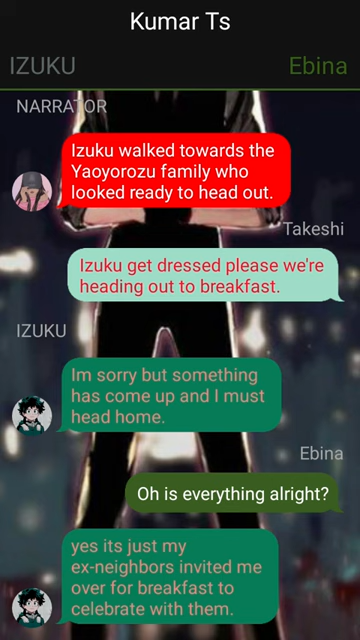 Kumar Ts
IZUKU
Ebina
NARRATOR
Izuku walked towards the
Yaoyorozu family who
looked ready to head out.
Takeshi
Izuku get dressed please we're
heading out to breakfast.
IZUKU
Im sorry but something
has come up and I must
head home.
Ebina
Oh is everything alright?
yes its just my
ex-neighbors invited me
over for breakfast to
celebrate with them.